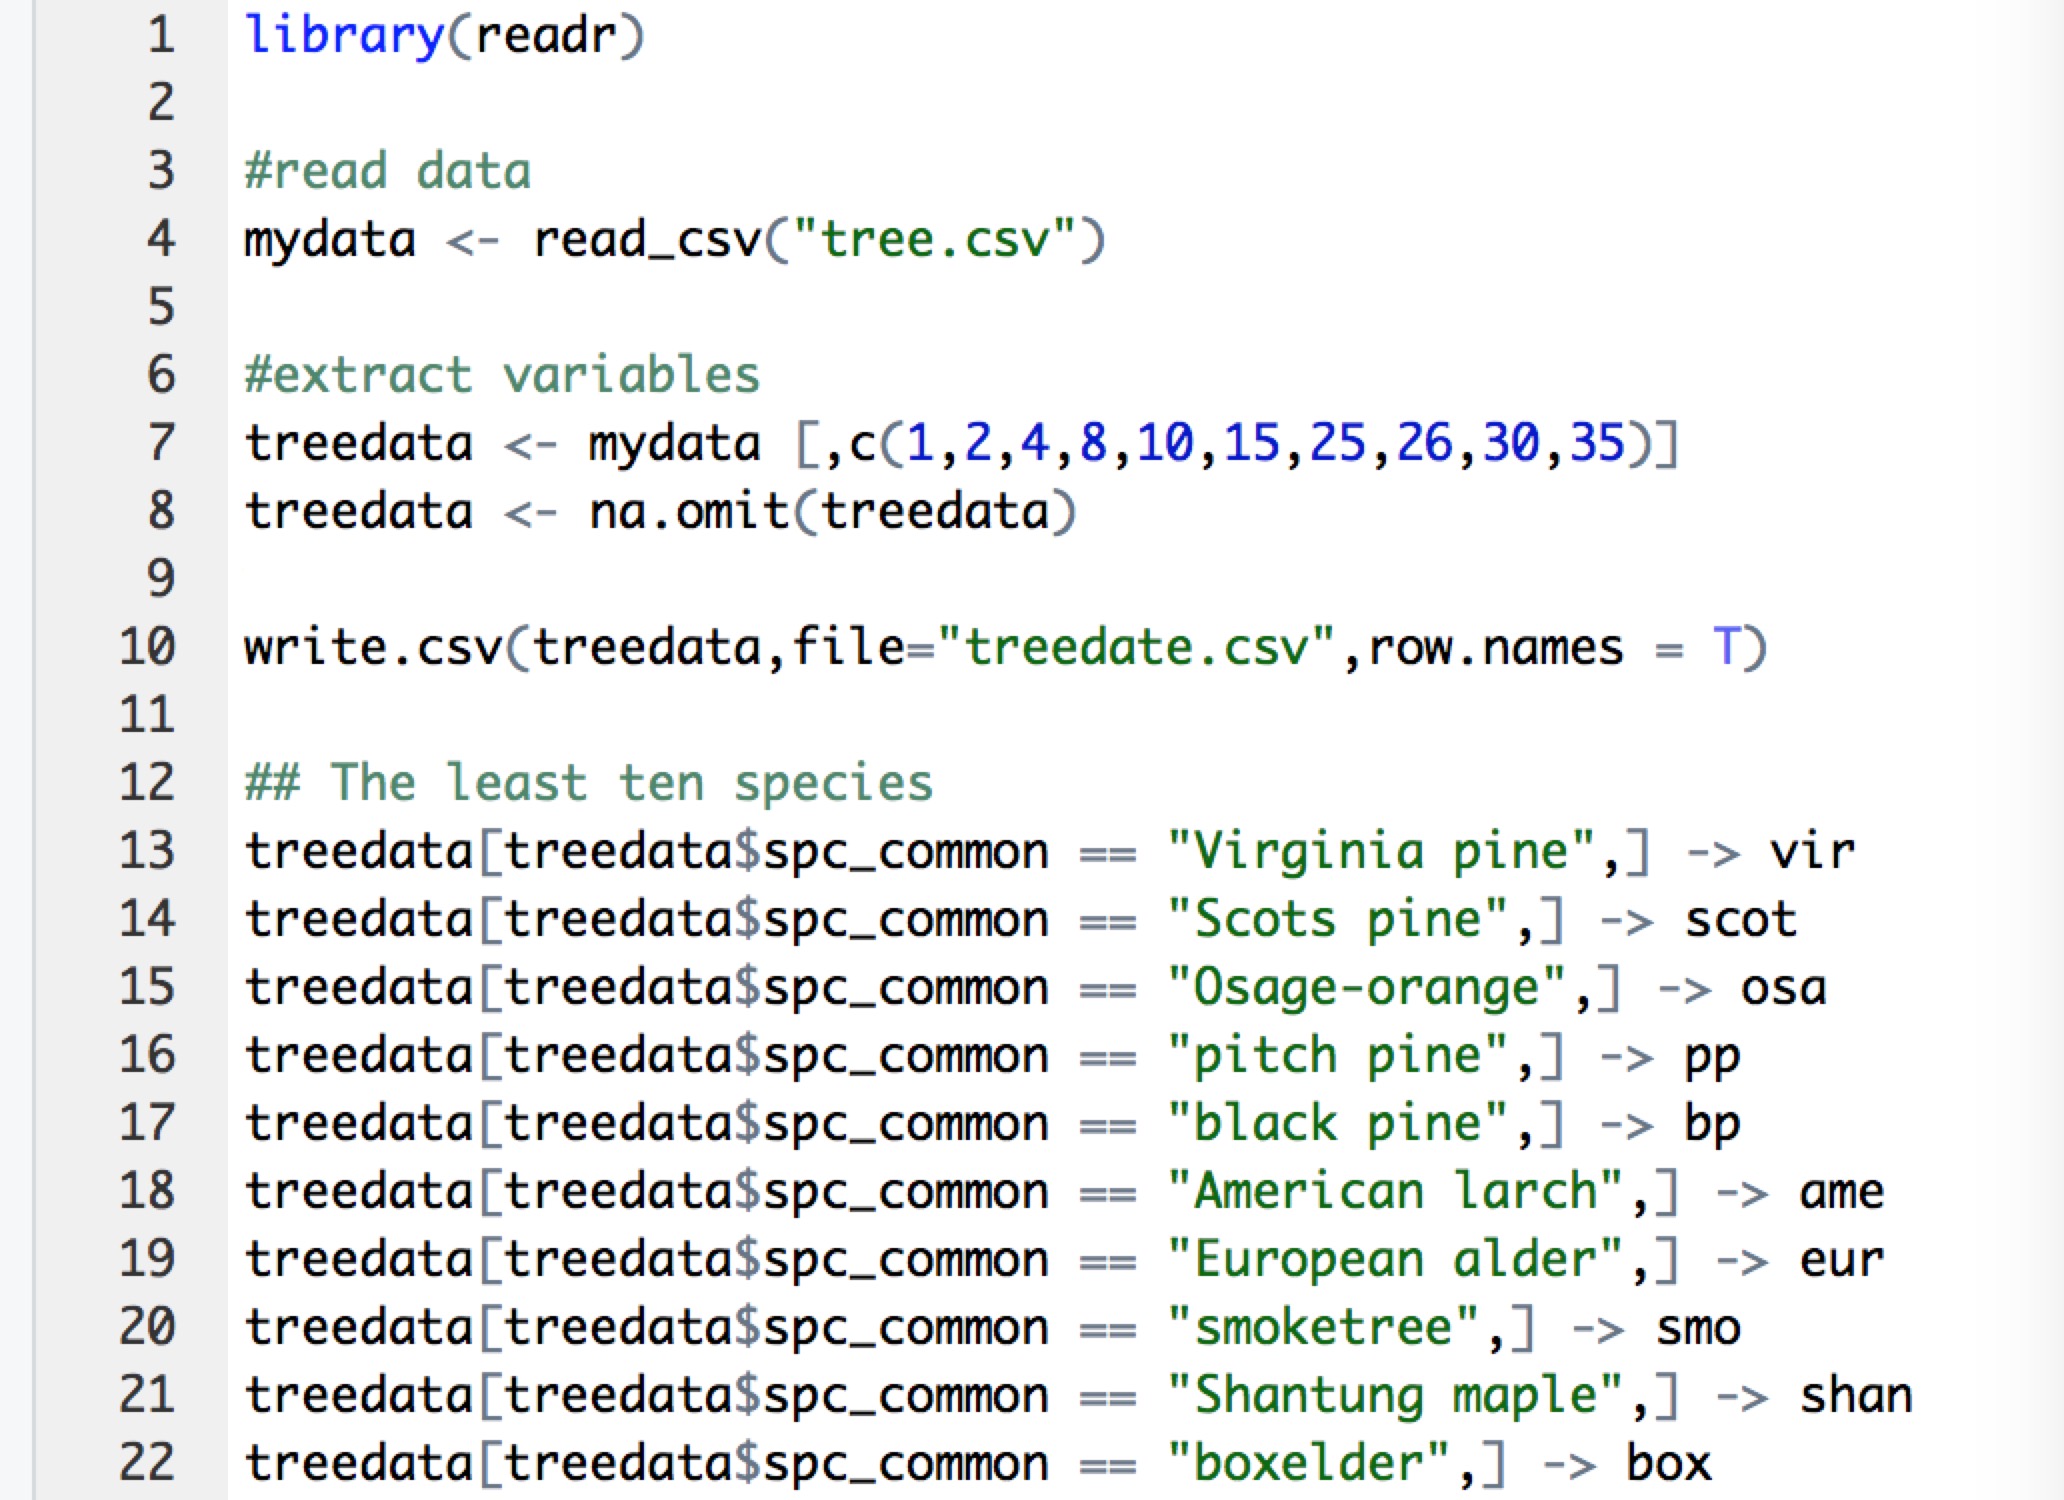 1 library(readr)
2
3 #read data
4 mydata <- read_csv("tree.csv")
5
6 #extract variables
7 treedata <- mydata [,c(1,2,4,8,10,15,25,26,30,35)]
8 treedata <- na.omit(treedata)
9
10 write.csv(treedata,file="treedate.csv",row.names = T)
11
12 ## The least ten species
13 treedata[treedata$spc_common == "Virginia pine",] -> vir
14 treedata[treedata$spc_common == "Scots pine",] -> scot
15 treedata[treedata$spc_common == "Osage-orange",] -> osa
16 treedata[treedata$spc_common == "pitch pine",] -> pp
17 treedata[treedata$spc_common == "black pine",] -> bp
18 treedata[treedata$spc_common == "American larch",] -> ame
19 treedata[treedata$spc_common == "European alder",] -> eur
20 treedata[treedata$spc_common == "smoketree",] -> smo
21 treedata[treedata$spc_common == "Shantung maple",] -> shan
22 treedata[treedata$spc_common == "boxelder",] -> box